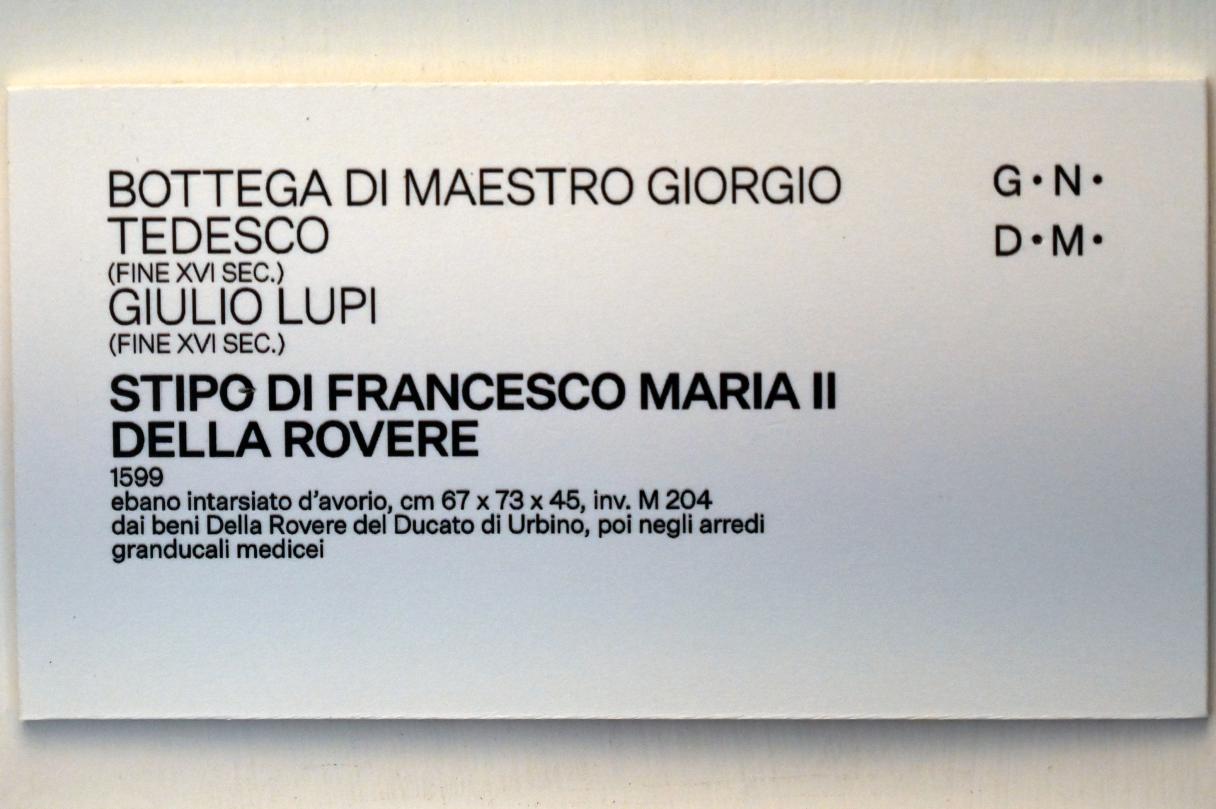 BOTTEGA DI MAESTRO GIORGIO
TEDESCO
(FINE XVI SEC.)
GIULIO LUPI
(FINE XVI SEC.)
STIPO DI FRANCESCO MARIA II
DELLA ROVERE
1599
ebano intarsiato d'avorio, cm 67 x 73 x 45, inv. M 204
dai beni Della Rovere del Ducato di Urbino, poi negli arredi
granducali medicei
G·N·
D·M·